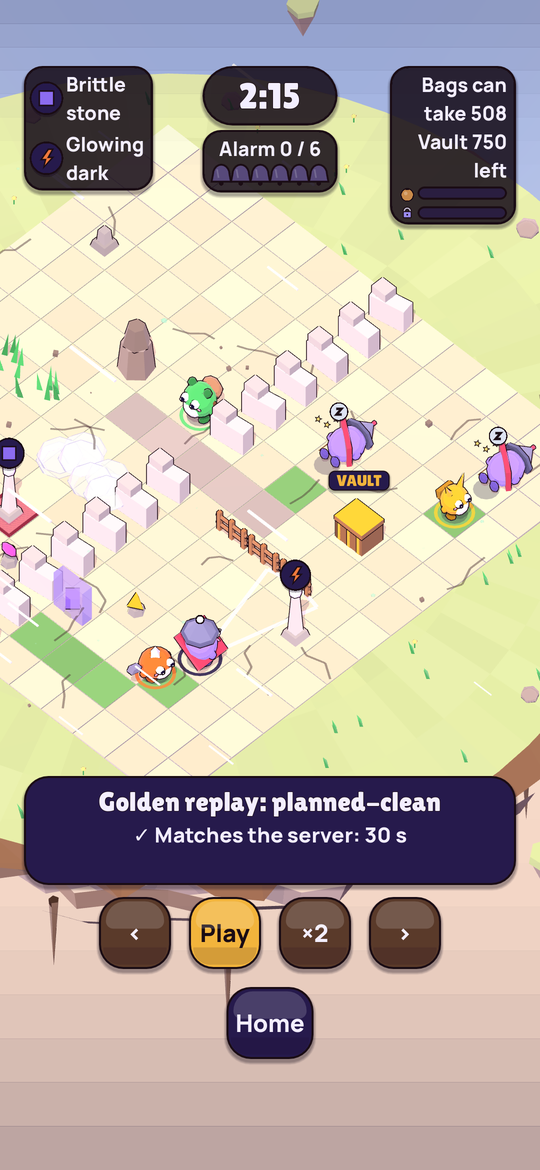 Brittle
stone
Glowing
dark
2:15
Alarm 0 / 6
Bags can
take 508
Vault 750
left
Z
Z
VAULT
Golden replay: planned-clean
✓ Matches the server: 30 s
‹
Play
×2
›
Home